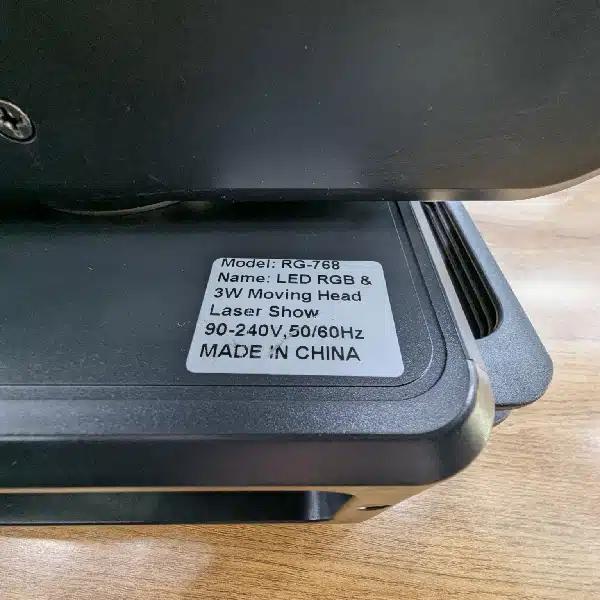 Model: RG-768
Name: LED RGB &
3W Moving Head
Laser Show
90-240V,50/60Hz
MADE IN CHINA